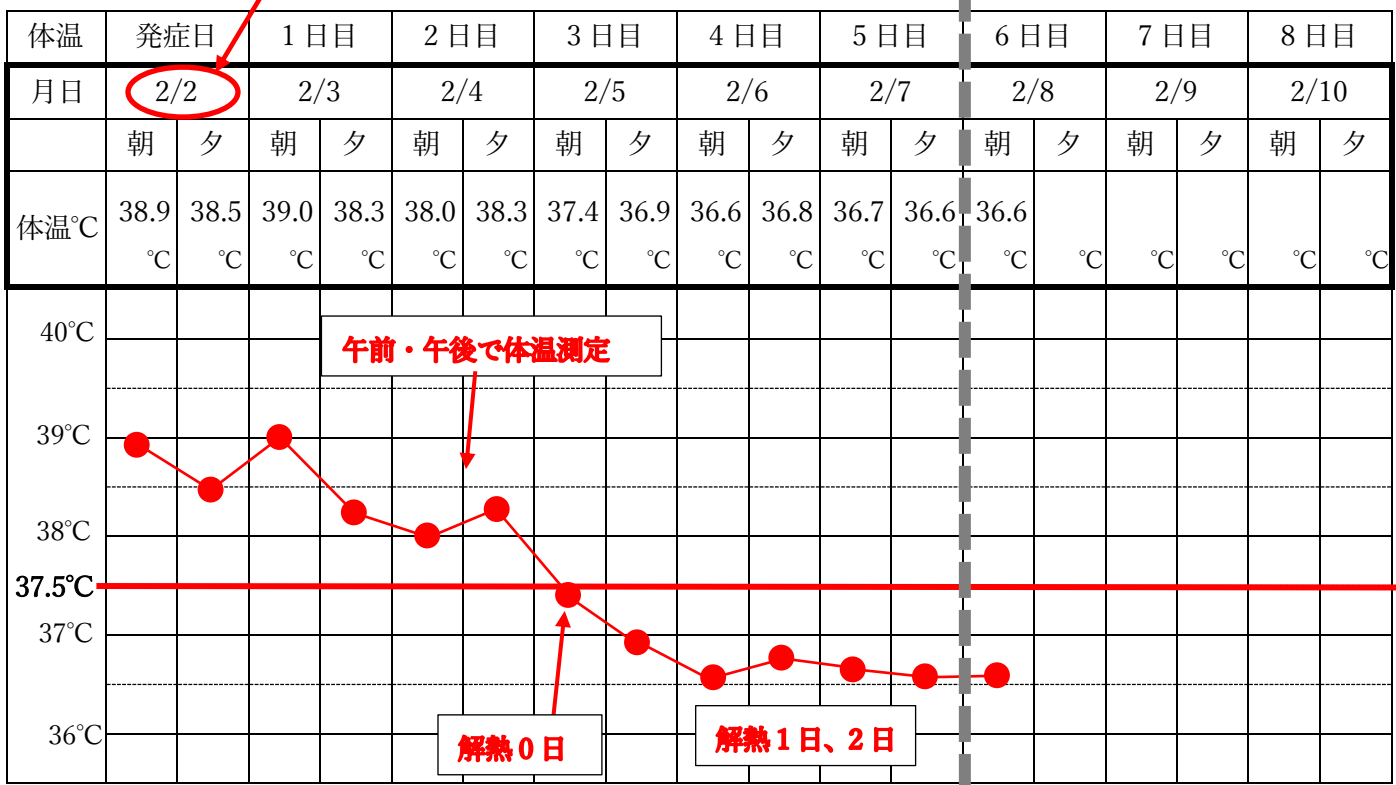 体温 発症日 1日目 2日目 3日目 4日目 5日目 6日目 7日目 8日目
月日 2/2 2/3 2/4 2/5 2/6 2/7 2/8 2/9 2/10
朝 夕 朝 夕 朝 夕 朝 夕 朝 夕 朝 夕 朝 夕 朝 夕 朝 夕
体温℃ 38.9 38.5 39.0 38.3 38.0 38.3 37.4 36.9 36.6 36.8 36.7 36.6 36.6
℃ ℃ ℃ ℃ ℃ ℃ ℃ ℃ ℃ ℃ ℃ ℃ ℃ ℃ ℃ ℃ ℃ ℃
40℃
午前・午後で体温測定
39℃
38℃
37.5℃
37℃
36℃
解熱0日
解熱1日、2日